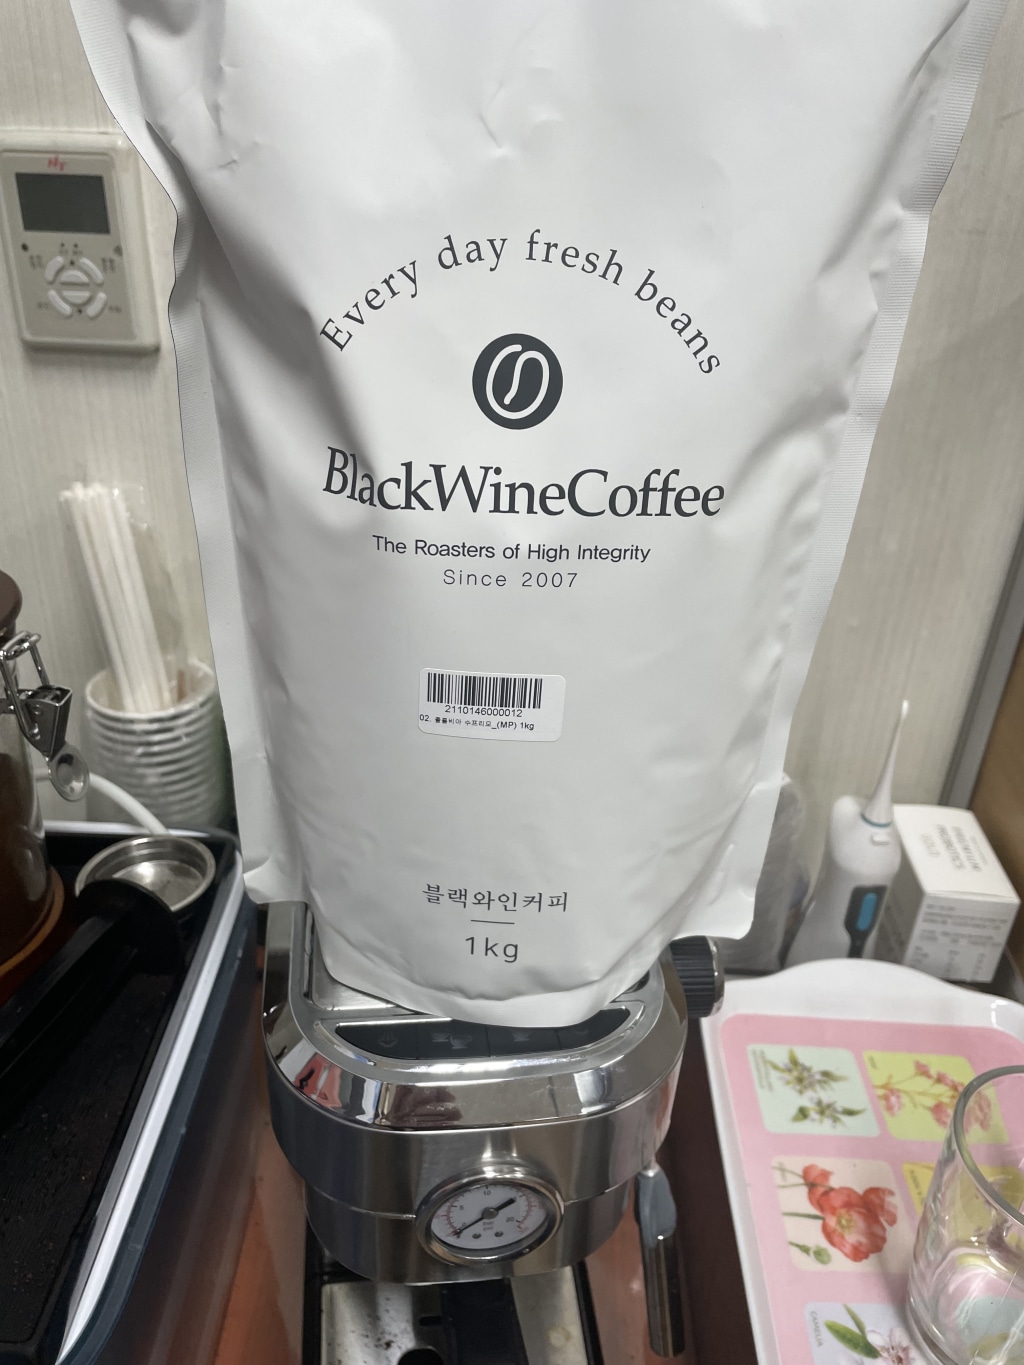 Every day fresh beans
BlackWineCoffee
The Roasters of High Integrity
Since 2007
2110146000012
02. 콜롬비아 수프리모_(MP) 1kg
블랙와인커피
1kg
CAMELLIA